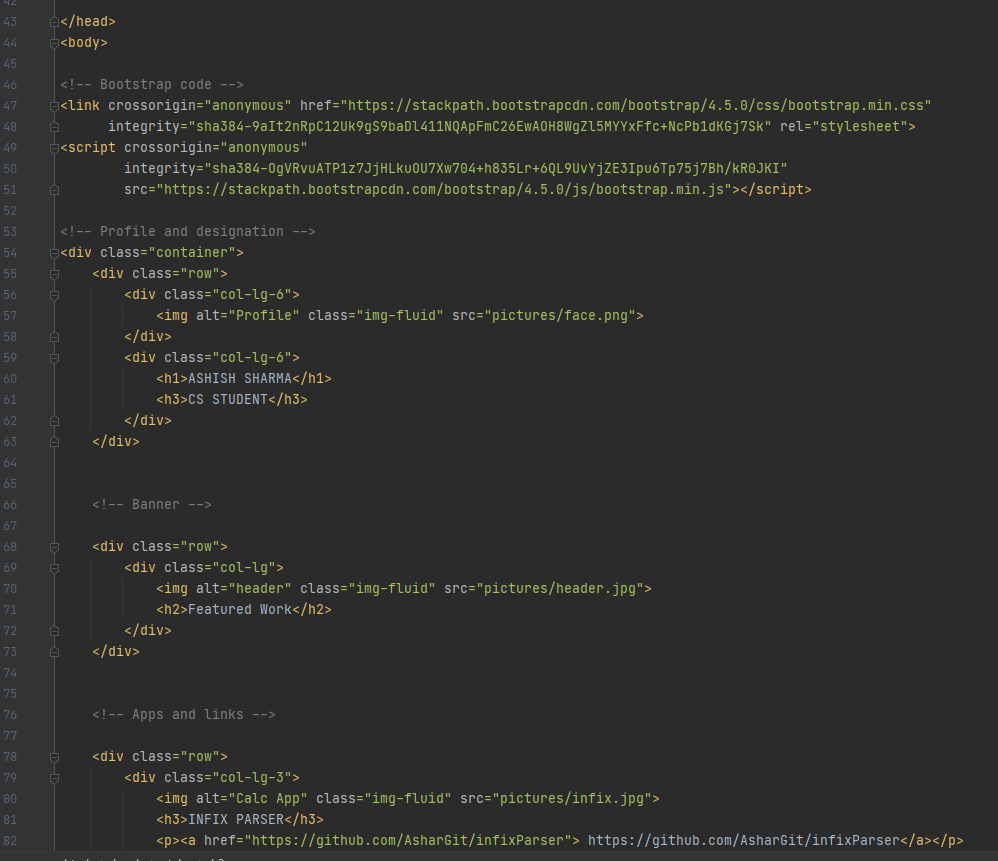 42
43 </head>
44 <body>
45
46 <!-- Bootstrap code -->
47 <link crossorigin="anonymous" href="https://stackpath.bootstrapcdn.com/bootstrap/4.5.0/css/bootstrap.min.css"
48 integrity="sha384-9aIt2nRpC12Uk9gS9baDl411NQApFmC26EwAOH8WgZl5MYYxFfc+NcPb1dKGj7Sk" rel="stylesheet">
49 <script crossorigin="anonymous"
50 integrity="sha384-OgVRvuATP1z7JjHLkuOU7Xw704+h835Lr+6QL9UvYjZE3Ipu6Tp75j7Bh/kR0JKI"
51 src="https://stackpath.bootstrapcdn.com/bootstrap/4.5.0/js/bootstrap.min.js"></script>
52
53 <!-- Profile and designation -->
54 <div class="container">
55 <div class="row">
56 <div class="col-lg-6">
57 <img alt="Profile" class="img-fluid" src="pictures/face.png">
58 </div>
59 <div class="col-lg-6">
60 <h1>ASHISH SHARMA</h1>
61 <h3>CS STUDENT</h3>
62 </div>
63 </div>
64
65
66 <!-- Banner -->
67
68 <div class="row">
69 <div class="col-lg">
70 <img alt="header" class="img-fluid" src="pictures/header.jpg">
71 <h2>Featured Work</h2>
72 </div>
73 </div>
74
75
76 <!-- Apps and links -->
77
78 <div class="row">
79 <div class="col-lg-3">
80 <img alt="Calc App" class="img-fluid" src="pictures/infix.jpg">
81 <h3>INFIX PARSER</h3>
82 <p><a href="https://github.com/AsharGit/infixParser"> https://github.com/AsharGit/infixParser</a></p>